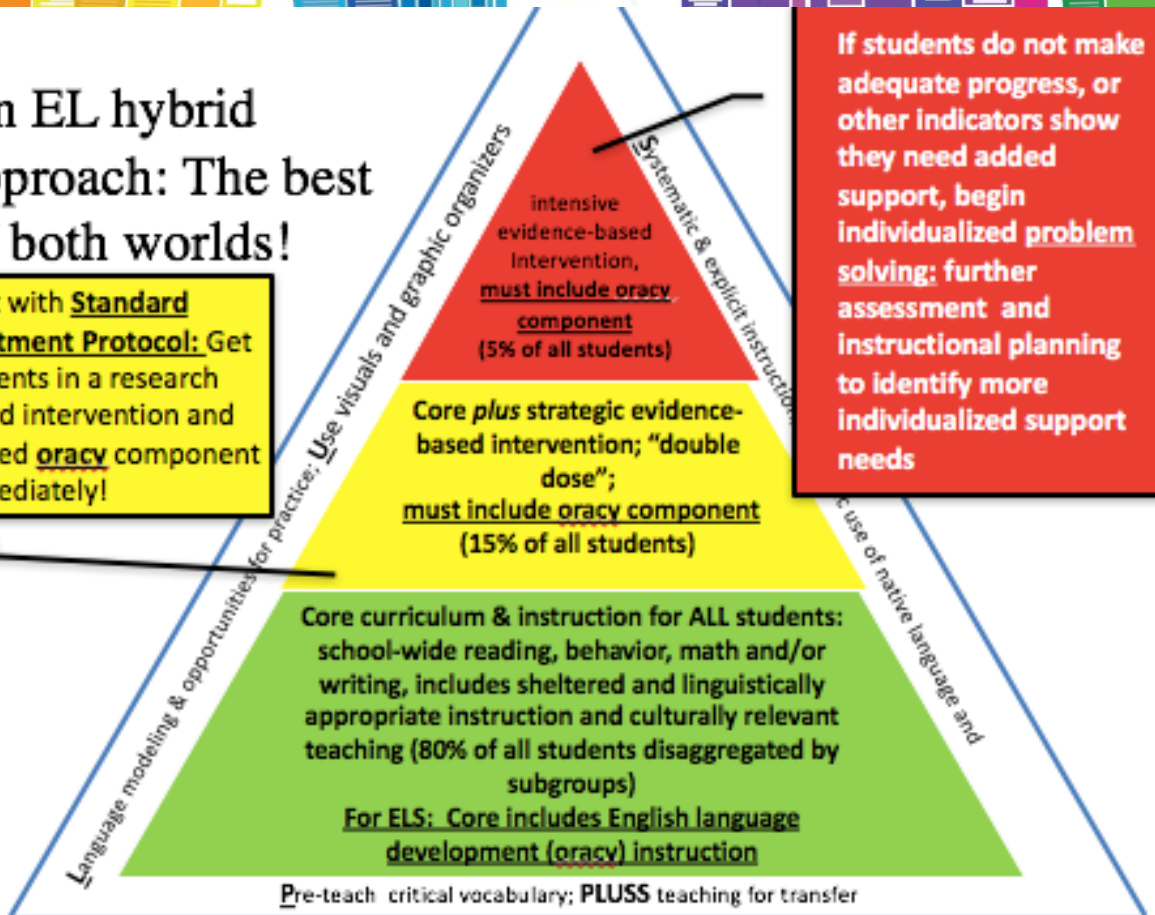 n EL hybrid
proach: The best
both worlds!
with Standard
tment Protocol: Get
ents in a research
d intervention and
ed oracy component
ediately!
If students do not make
adequate progress, or
other indicators show
they need added
support, begin
individualized problem
solving: further
assessment and
instructional planning
to identify more
individualized support
needs
intensive
evidence-based
Intervention,
must include oracy
component
(5% of all students)
Core plus strategic evidence-
based intervention; “double
dose”;
must include oracy component
(15% of all students)
Core curriculum & instruction for ALL students:
school-wide reading, behavior, math and/or
writing, includes sheltered and linguistically
appropriate instruction and culturally relevant
teaching (80% of all students disaggregated by
subgroups)
For ELS: Core includes English language
development (oracy) instruction
Language modeling & opportunities for practice; Use visuals and graphic organizers
Systematic & explicit instruction
c use of native language and
Pre-teach critical vocabulary; PLUSS teaching for transfer